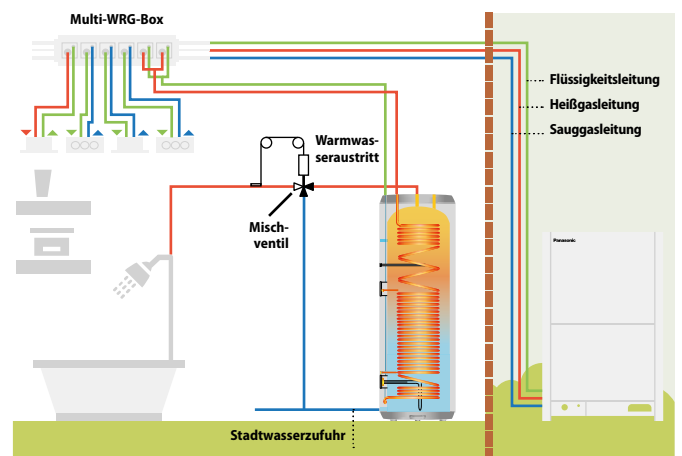 Multi-WRG-Box
Flüssigkeitsleitung
Heißgasleitung
Sauggasleitung
Warmwas-
seraustritt
Misch-
ventil
Panasonic
Stadtwasserzufuhr